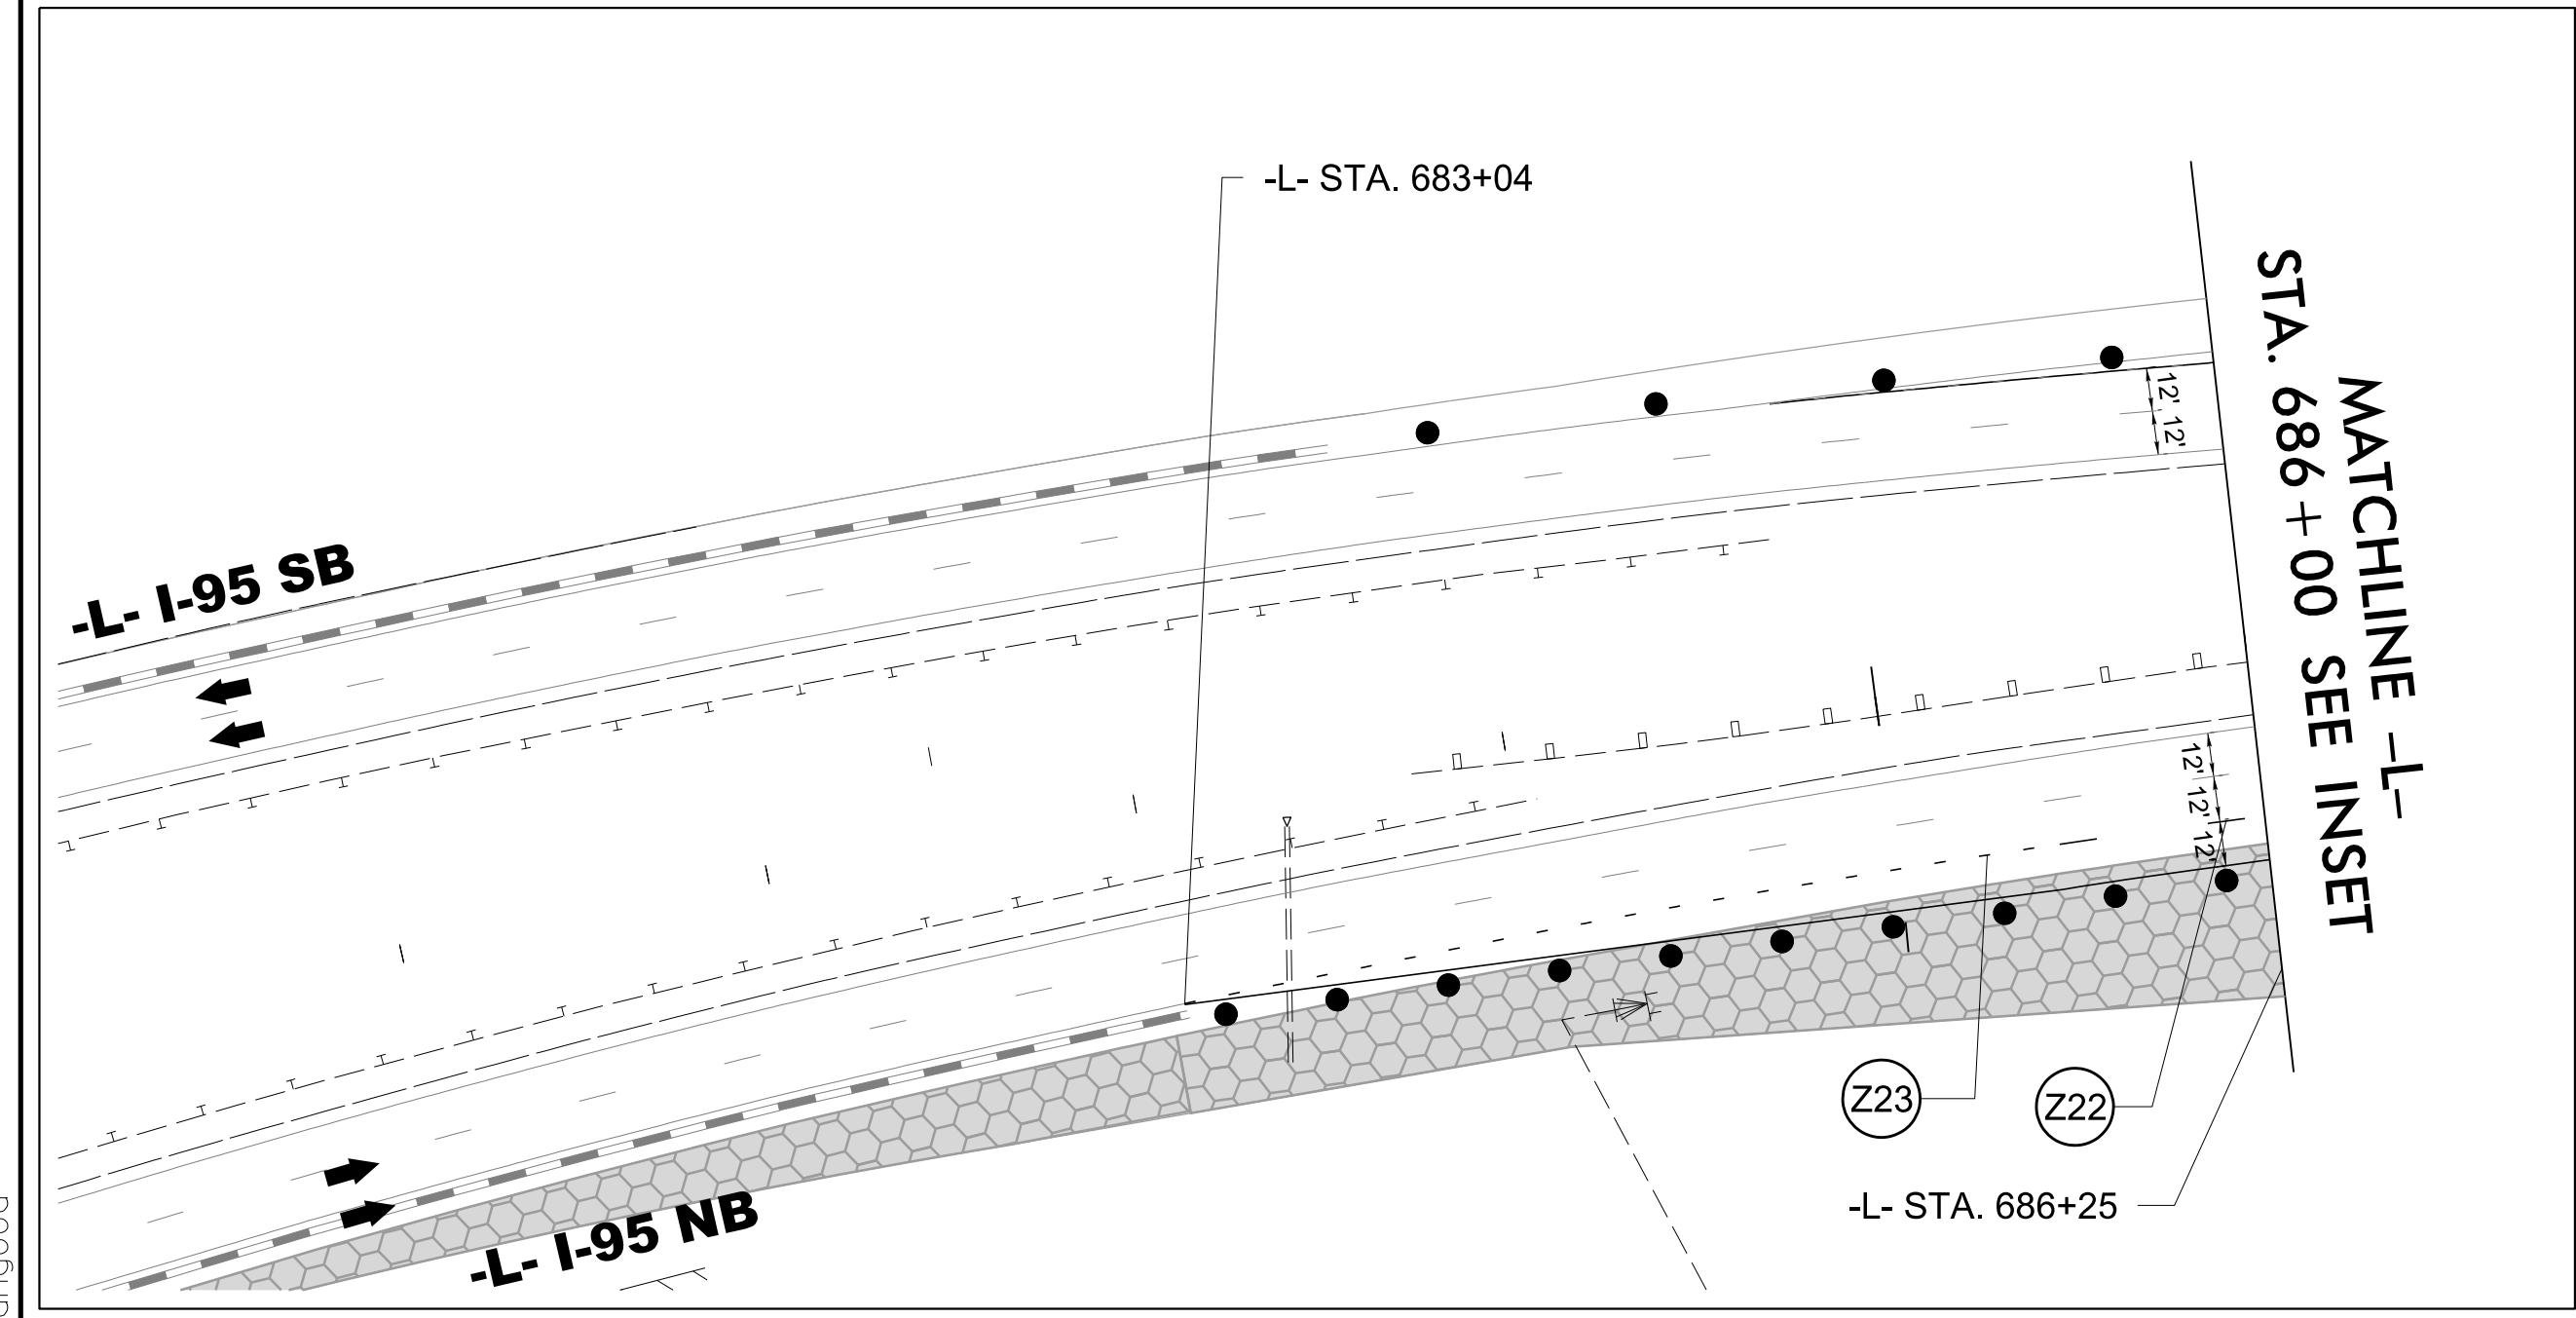 -L- STA. 683+04
MATCHLINE -L-
STA. 686+00 SEE INSET
12'
12'
-L- I-95 SB
12'
12'
12'
Z23
Z22
-L- STA. 686+25
-L- I-95 NB